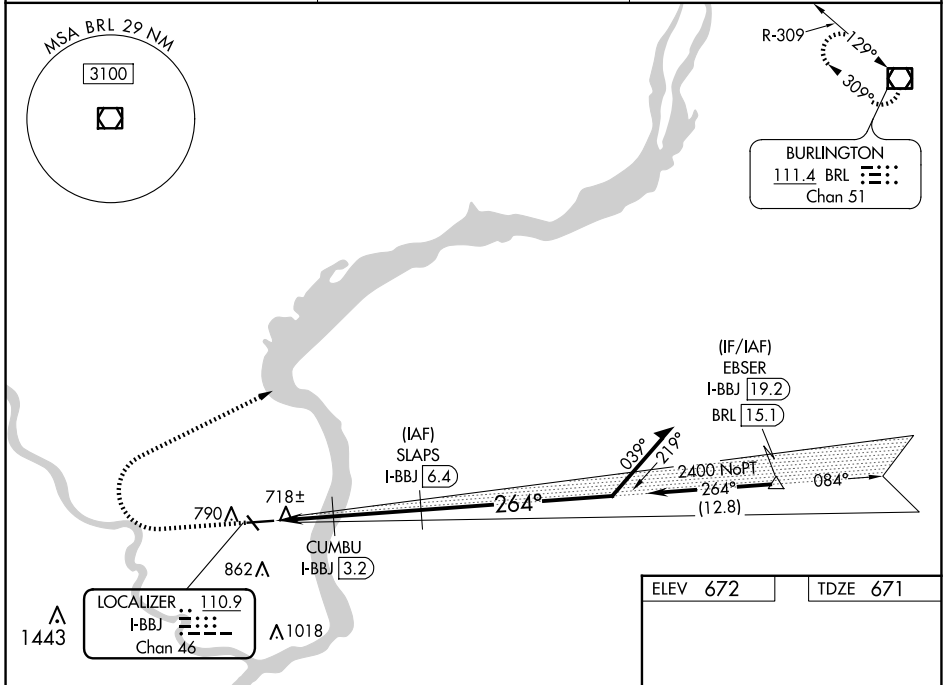 MSA BRL 29 NM
3100
R-309
129°
309°
BURLINGTON
111.4 BRL
Chan 51
(IF/IAF)
EBSER
I-BBJ 19.2
BRL 15.1
(IAF)
SLAPS
I-BBJ 6.4
039°
219°
2400 NoPT
264°
084°
(12.8)
264°
718±
790
CUMBU
I-BBJ 3.2
862
LOCALIZER 110.9
I-BBJ
Chan 46
1443
1018
ELEV 672
TDZE 671